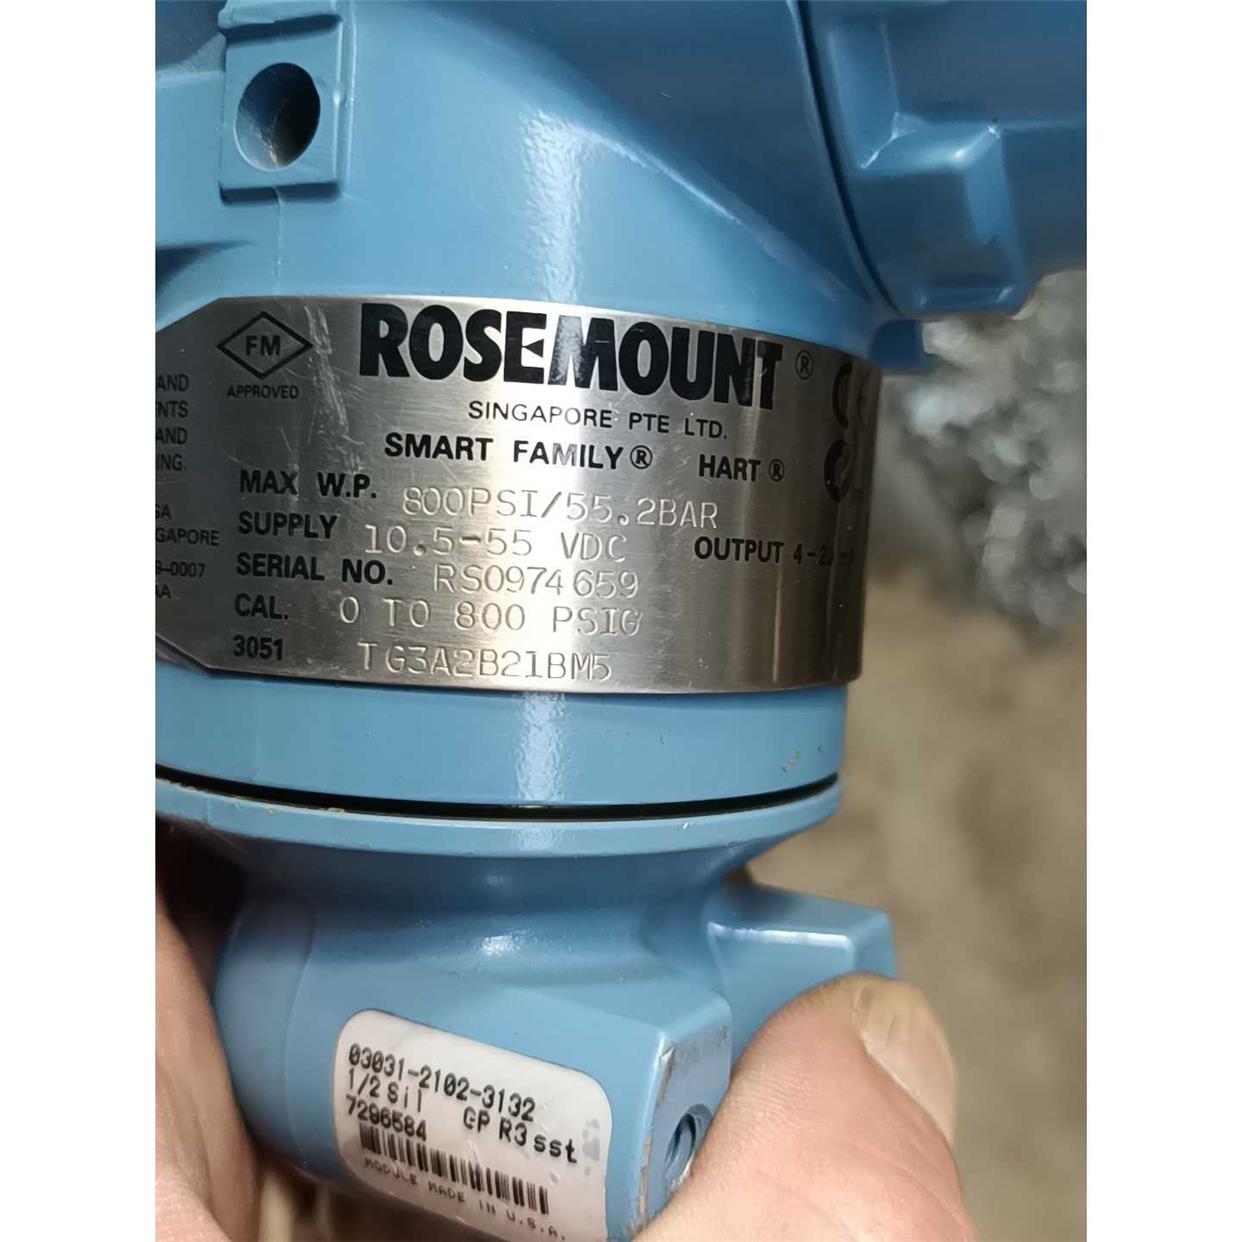 FM
APPROVED
ROSEMOUNT®
SINGAPORE PTE LTD.
SMART FAMILY® HART®
MAX W.P. 800PSI/55.2BAR
SUPPLY 10.5-55 VDC OUTPUT 4-20
SERIAL NO. RS0974659
CAL. 0 TO 800 PSIG
3051 TG3A2B21BM5
AND
NTS
AND
ING.
SA
GAPORE
-0007
AA
CE
03031-2102-3132
1/2 Sil GP R3 sst
7296584
MODULE MADE IN U.S.A.